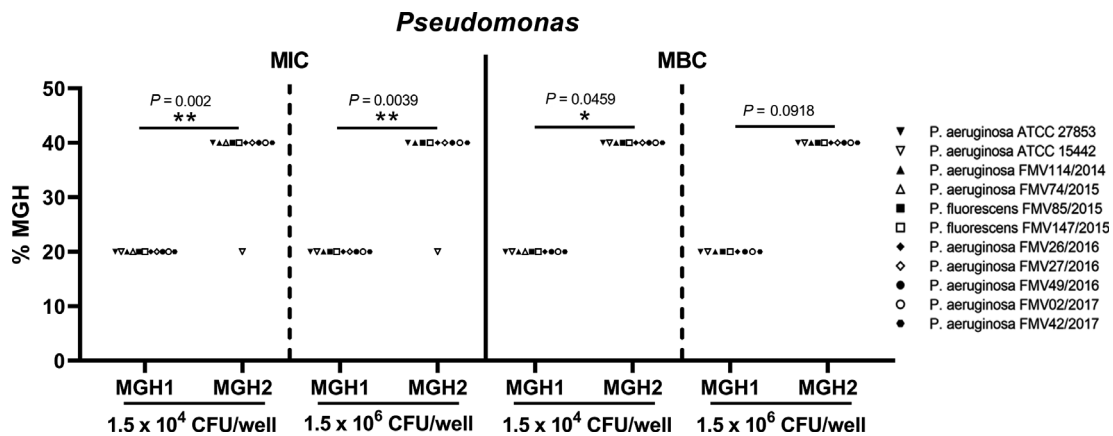 Pseudomonas
MIC
MBC
% MGH
50
40
30
20
10
0
P = 0.002
**
P = 0.0039
**
P = 0.0459
*
P = 0.0918
MGH1 MGH2 MGH1 MGH2 MGH1 MGH2 MGH1 MGH2
1.5 x 10⁴ CFU/well 1.5 x 10⁶ CFU/well 1.5 x 10⁴ CFU/well 1.5 x 10⁶ CFU/well
P. aeruginosa ATCC 27853
P. aeruginosa ATCC 15442
P. aeruginosa FMV114/2014
P. aeruginosa FMV74/2015
P. fluorescens FMV85/2015
P. fluorescens FMV147/2015
P. aeruginosa FMV26/2016
P. aeruginosa FMV27/2016
P. aeruginosa FMV49/2016
P. aeruginosa FMV02/2017
P. aeruginosa FMV42/2017